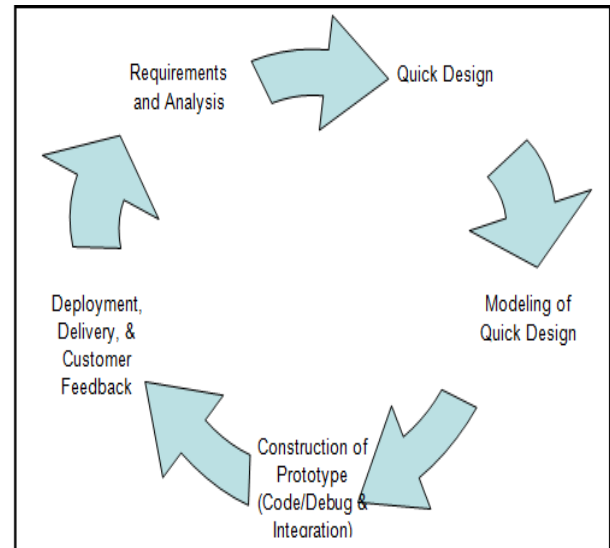 Requirements
and Analysis
Quick Design
Modeling of
Quick Design
Construction of
Prototype
(Code/Debug &
Integration)
Deployment,
Delivery, &
Customer
Feedback